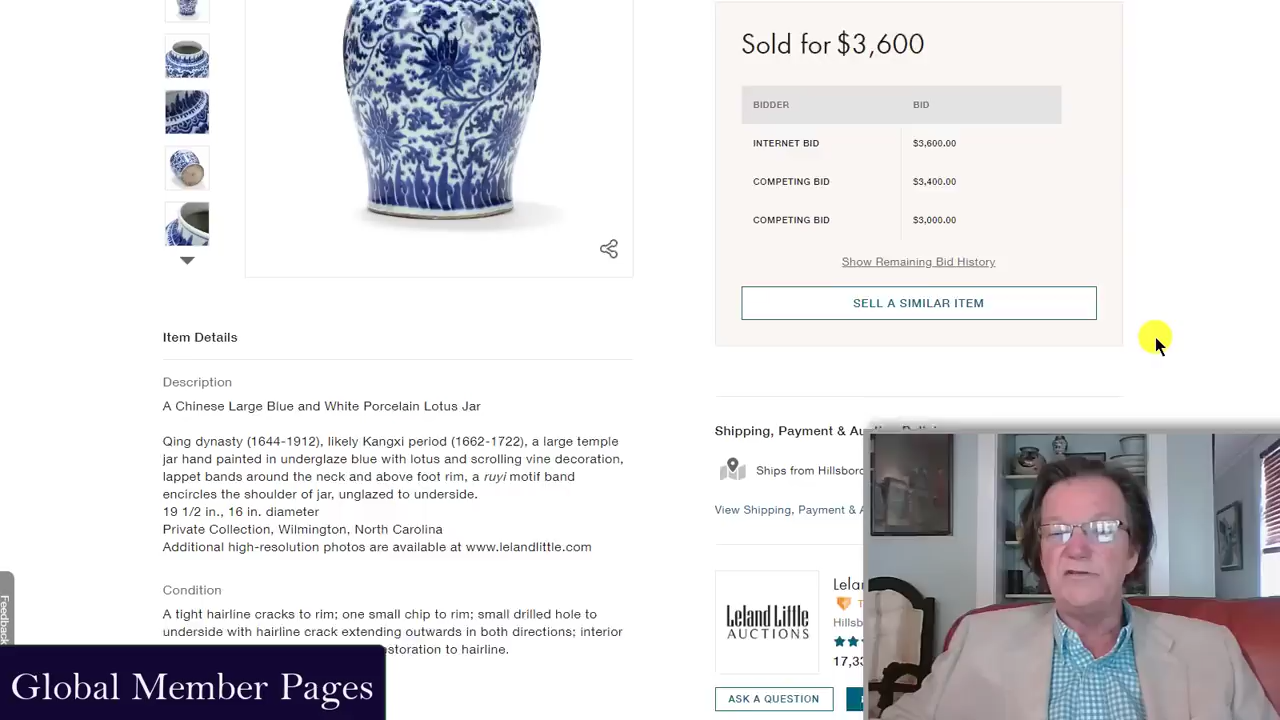 Sold for $3,600
BIDDER BID
INTERNET BID $3,600.00
COMPETING BID $3,400.00
COMPETING BID $3,000.00
Show Remaining Bid History
SELL A SIMILAR ITEM
Item Details
Description
A Chinese Large Blue and White Porcelain Lotus Jar
Qing dynasty (1644-1912), likely Kangxi period (1662-1722), a large temple
jar hand painted in underglaze blue with lotus and scrolling vine decoration,
lappet bands around the neck and above foot rim, a ruyi motif band
encircles the shoulder of jar, unglazed to underside.
19 1/2 in., 16 in. diameter
Private Collection, Wilmington, North Carolina
Additional high-resolution photos are available at www.lelandlittle.com
Condition
A tight hairline cracks to rim; one small chip to rim; small drilled hole to
underside with hairline crack extending outwards in both directions; interior
to hairline.
Shipping, Payment &
Ships from
View Shipping, Payment &
LELAND LITTLE
AUCTIONS
17,33
ASK A QUESTION
Feedback
Global Member Pages